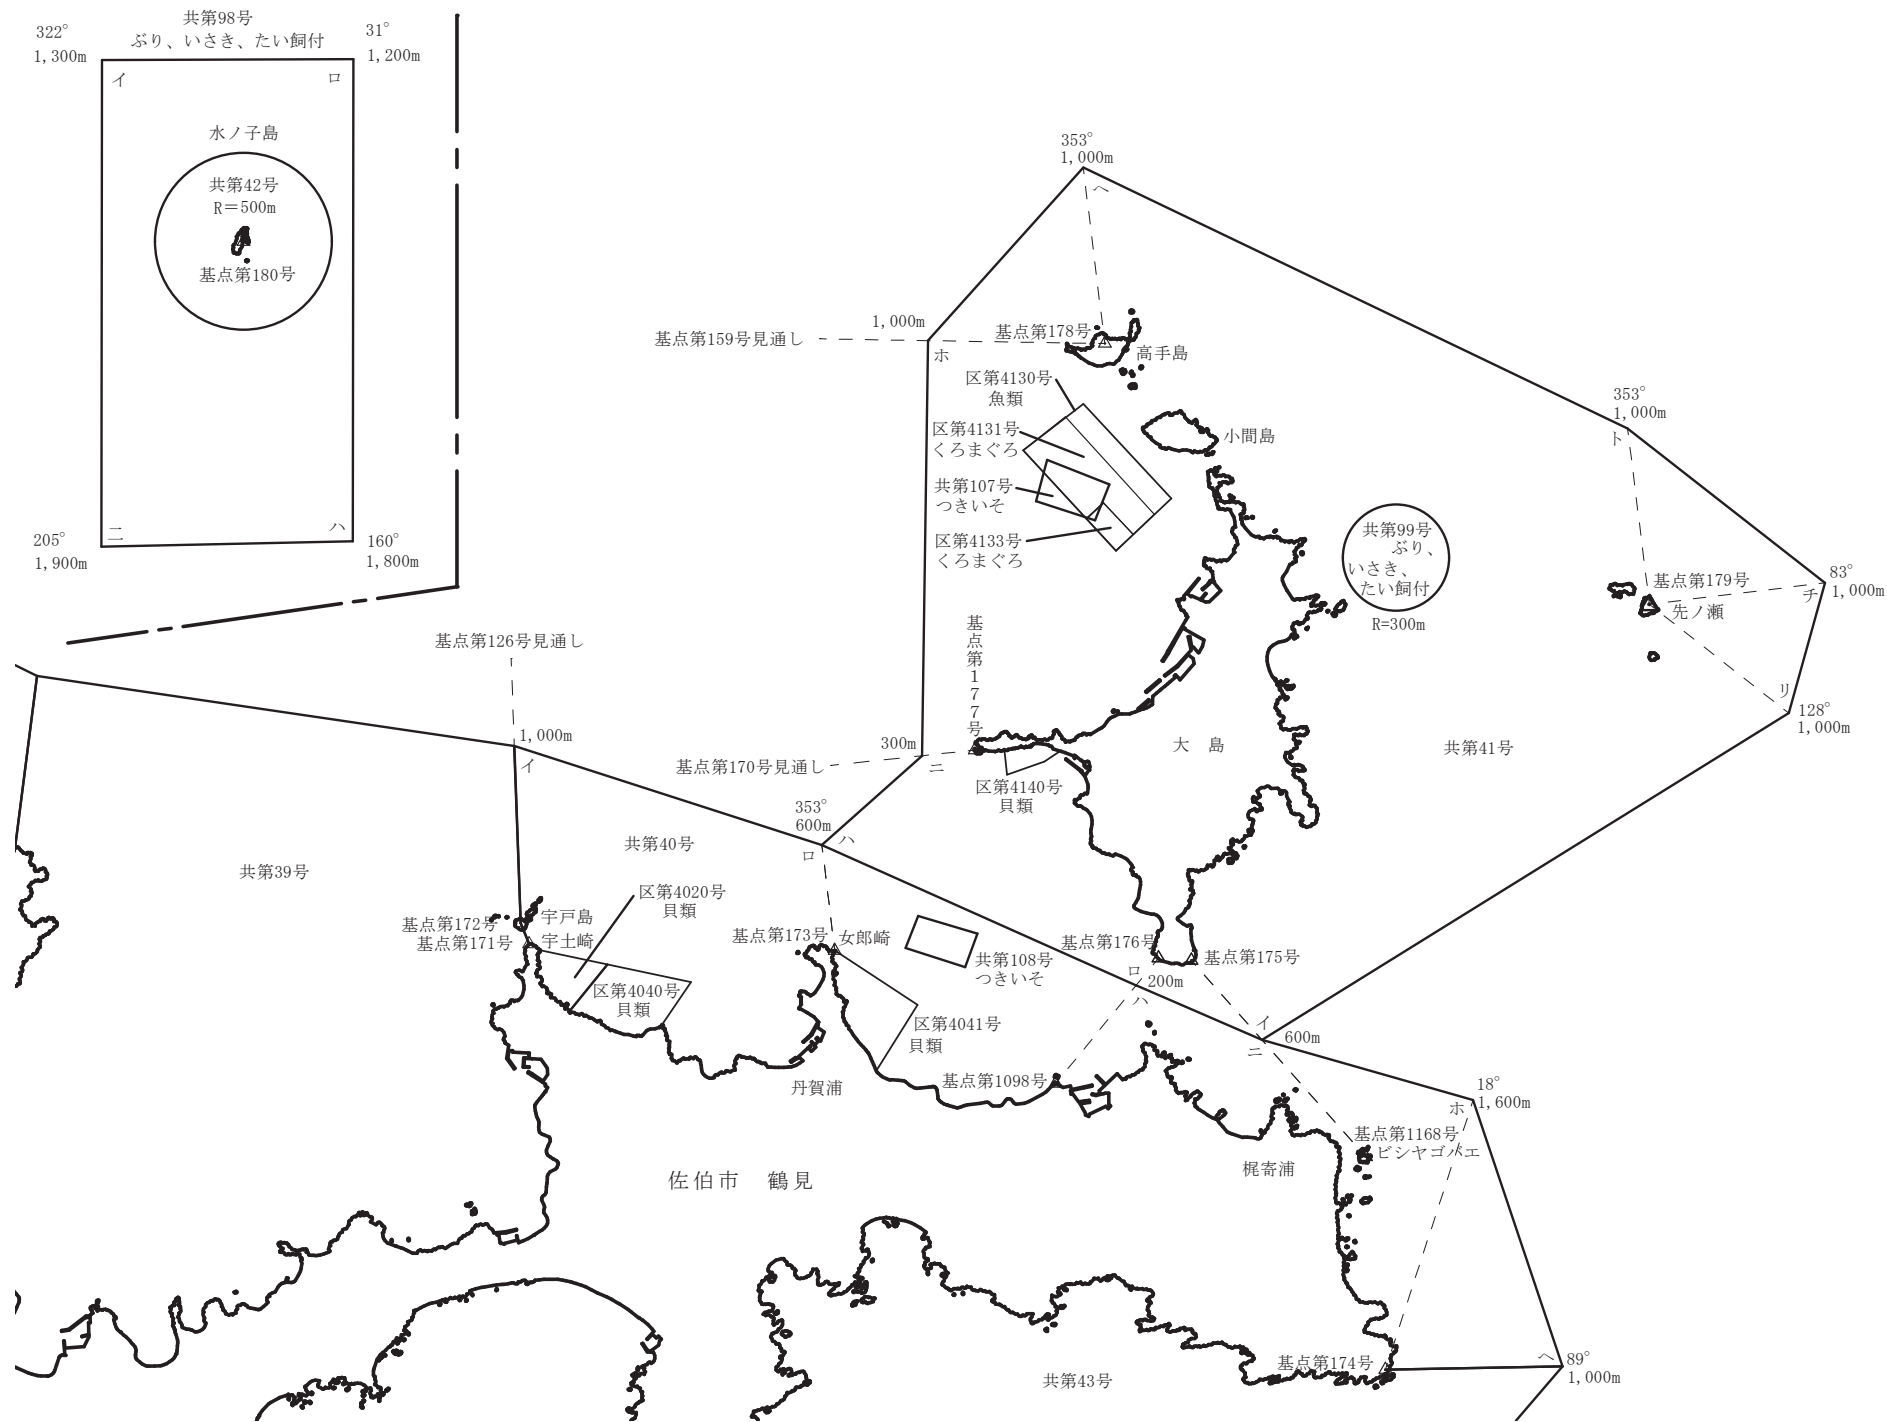 共第98号
ぶり、いさき、たい飼付
322°
1,300m
31°
1,200m
イ
ロ
水ノ子島
共第42号
R＝500m
基点第180号
ニ
ハ
205°
1,900m
160°
1,800m
353°
1,000m
ヘ
基点第159号見通し
1,000m
ホ
基点第178号
高手島
区第4130号
魚類
区第4131号
くろまぐろ
共第107号
つきいそ
区第4133号
くろまぐろ
小間島
353°
1,000m
ト
共第99号
ぶり、
いさき、
たい飼付
R=300m
基点第179号
先ノ瀬
83°
1,000m
チ
リ
128°
1,000m
基点第177号
基点第126号見通し
1,000m
イ
基点第170号見通し
300m
ニ
区第4140号
貝類
大　島
共第41号
353°
600m
ハ
ロ
共第39号
共第40号
区第4020号
貝類
基点第172号
宇戸島
基点第171号
宇土崎
区第4040号
貝類
基点第173号
女郎崎
共第108号
つきいそ
基点第176号
基点第175号
ロ
200m
ハ
区第4041号
貝類
イ
600m
ニ
基点第1098号
丹賀浦
18°
1,600m
ホ
基点第1168号
ビシヤゴバエ
梶寄浦
佐伯市　鶴見
基点第174号
ヘ
89°
1,000m
共第43号